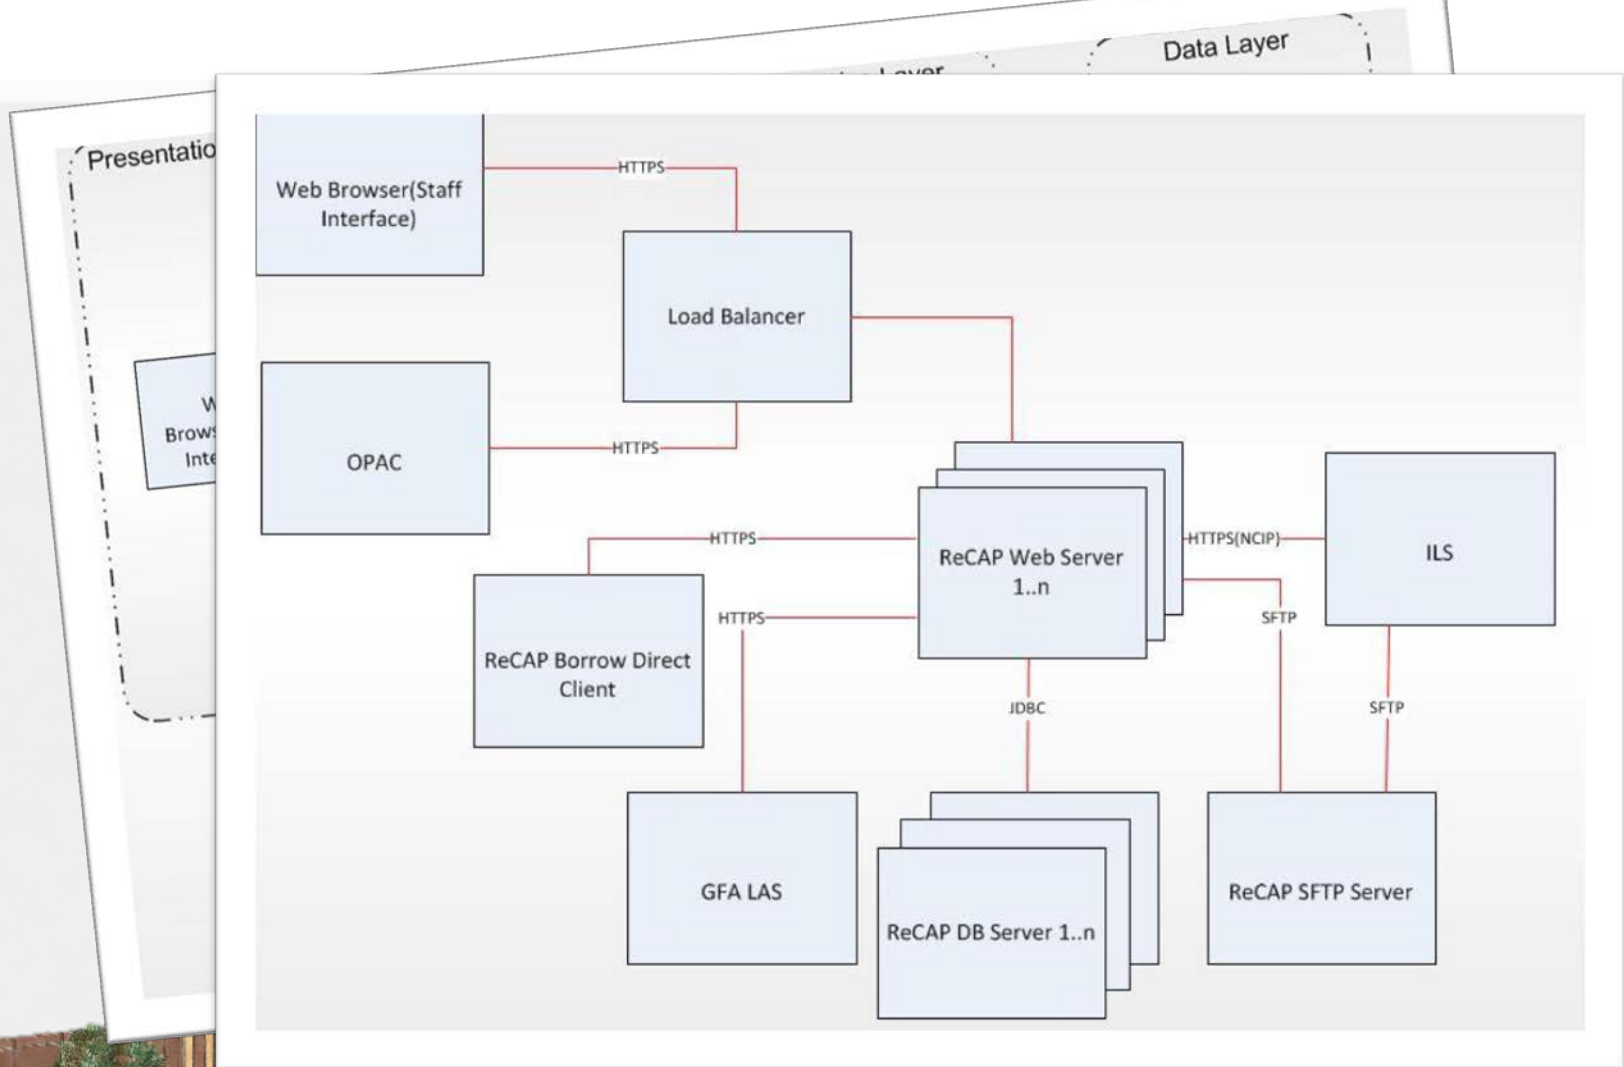 Data Layer
Layer
Presentatio
HTTPS
Web Browser(Staff
Interface)
Load Balancer
HTTPS
OPAC
Brows
Inte
HTTPS
HTTPS(NCIP)
ReCAP Web Server
1..n
ILS
HTTPS
SFTP
ReCAP Borrow Direct
Client
JDBC
SFTP
GFA LAS
ReCAP DB Server 1..n
ReCAP SFTP Server